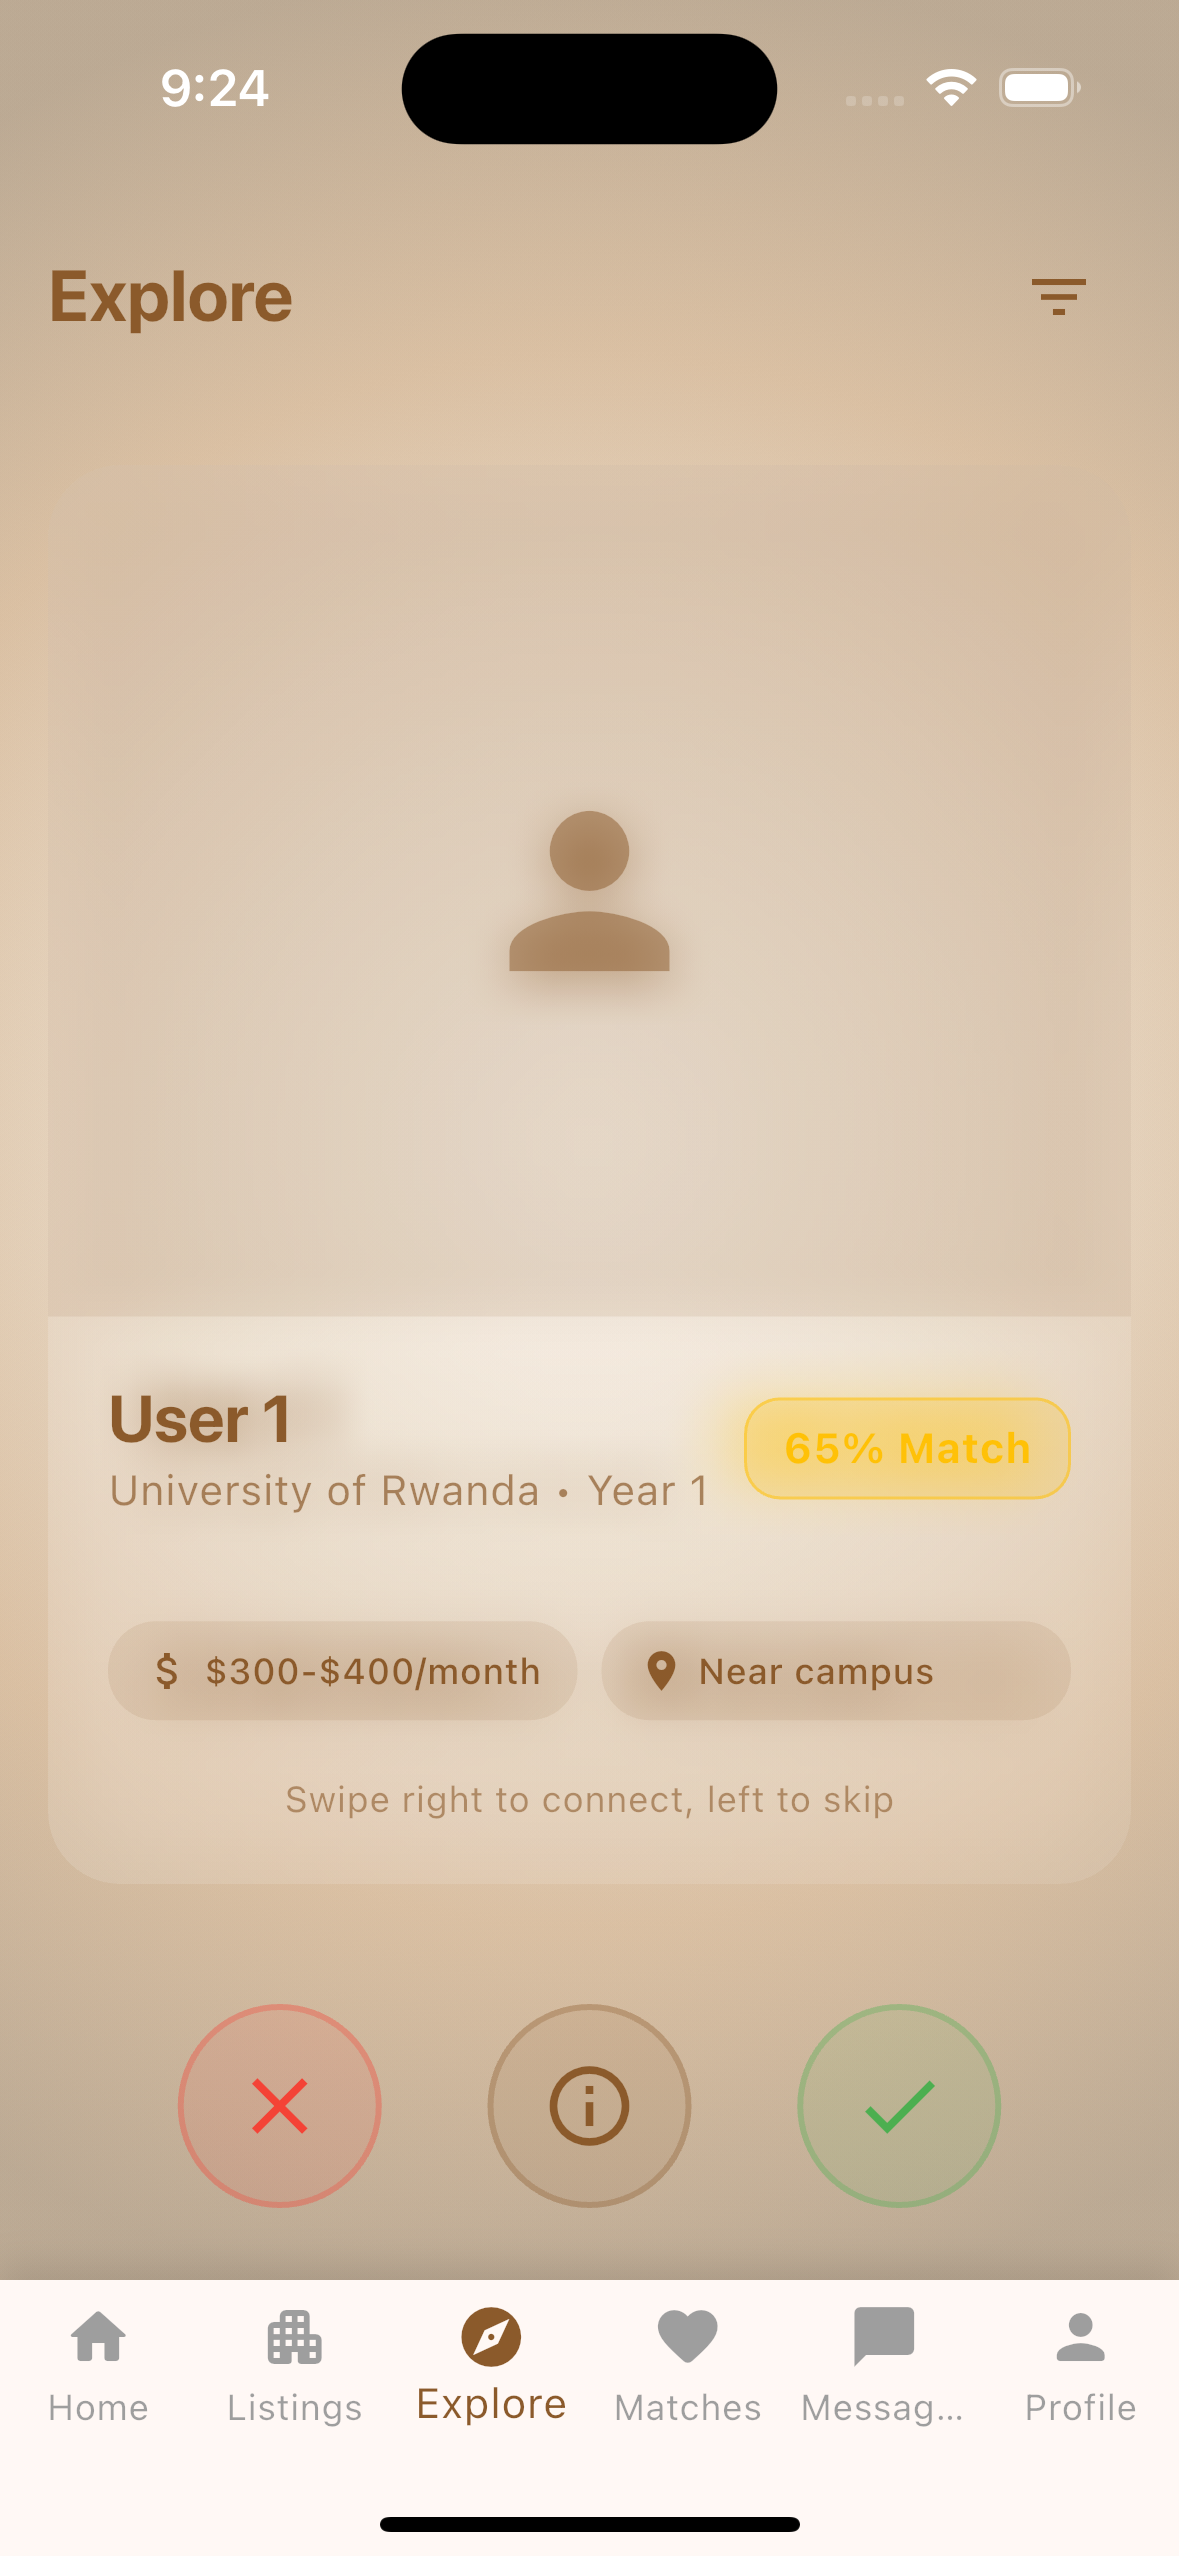 9:24
Explore
User 1
65% Match
University of Rwanda • Year 1
$ $300-$400/month
Near campus
Swipe right to connect, left to skip
Home
Listings
Explore
Matches
Messag...
Profile